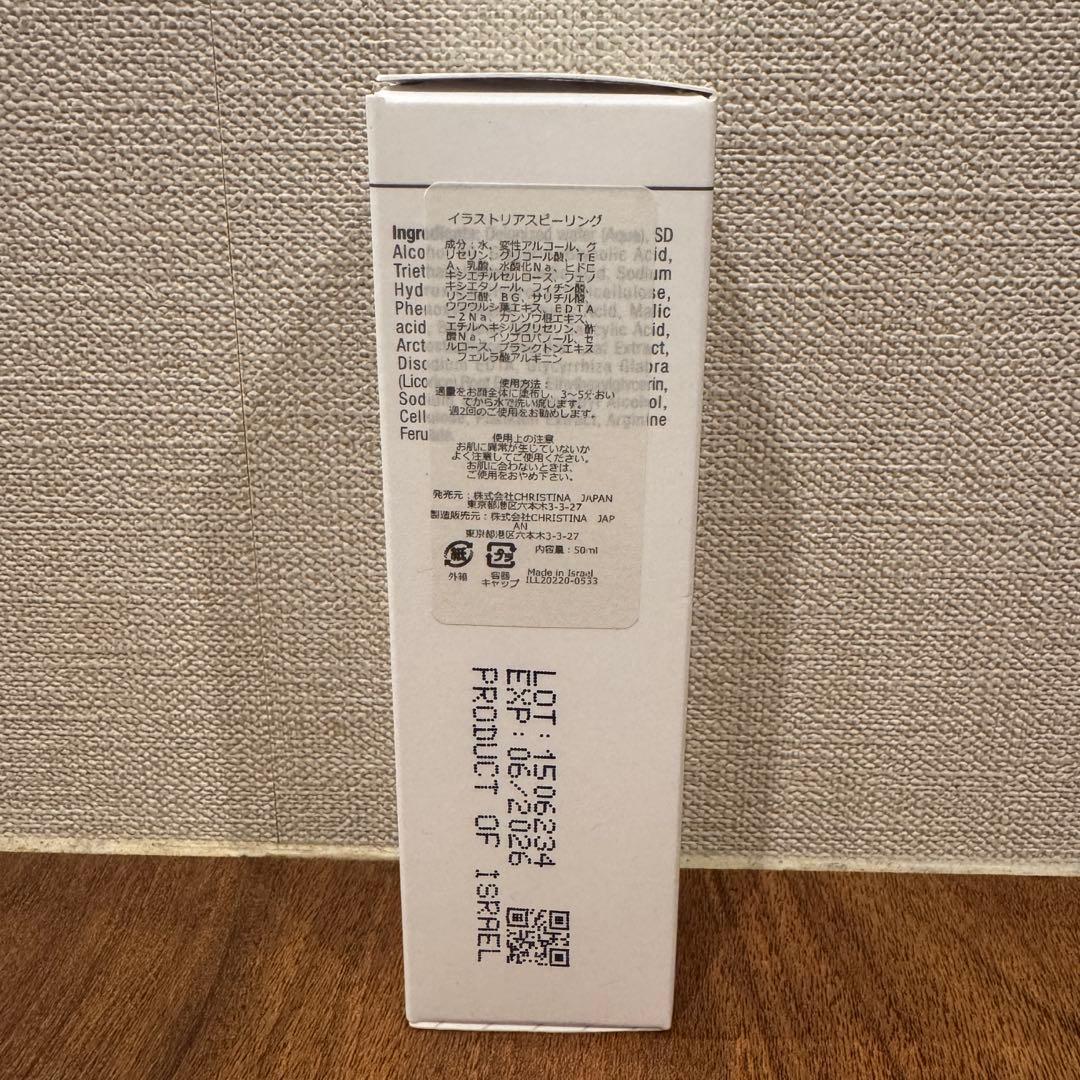 イラストリアスピーリング
成分：水、変性アルコール、グ
リセリン、グリコール酸、TE
A、乳酸、水酸化Na、ヒドロ
キシエチルセルロース、フェノ
キシエタノール、フィチン酸、
リンゴ酸、BG、サリチル酸、
ウワウルシ葉エキス、EDTA
－2Na、カンゾウ根エキス、
エチルヘキシルグリセリン、酢
酸Na、イソプロパノール、セ
ルロース、プランクトンエキス
フェルラ酸アルギニン
使用方法：
適量をお顔全体に塗布し、3〜5分おい
てから水で洗い流します。
週2回のご使用をお勧めします。
使用上の注意
お肌に異常が生じていないか
よく注意してご使用ください。
お肌に合わないときは、
ご使用をおやめ下さい。
発売元：株式会社CHRISTINA JAPAN
東京都港区六本木3-3-27
製造販売元：株式会社CHRISTINA JAP
AN
東京都港区六本木3-3-27
紙 プラ 内容量：50ml
外箱 容器
キャップ
Made in Israel
ILL20220-0533
SD
Acid,
Sodium
Malic
acid
Acid,
Extract,
Glycyrrhiza Glabra
Extract, Arginine
LOT:1506234
EXP:06/2026
PRODUCT OF ISRAEL